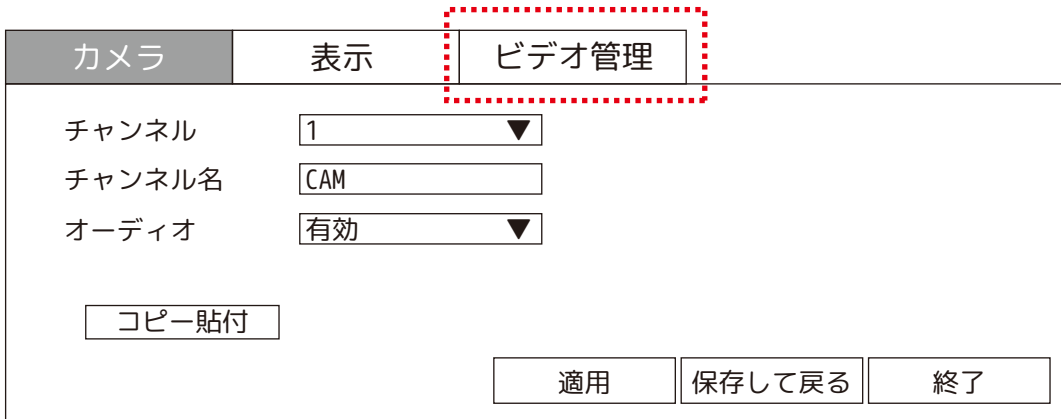 カメラ 表示 ビデオ管理
チャンネル 1 ▼
チャンネル名 CAM
オーディオ 有効 ▼
コピー貼付
適用 保存して戻る 終了